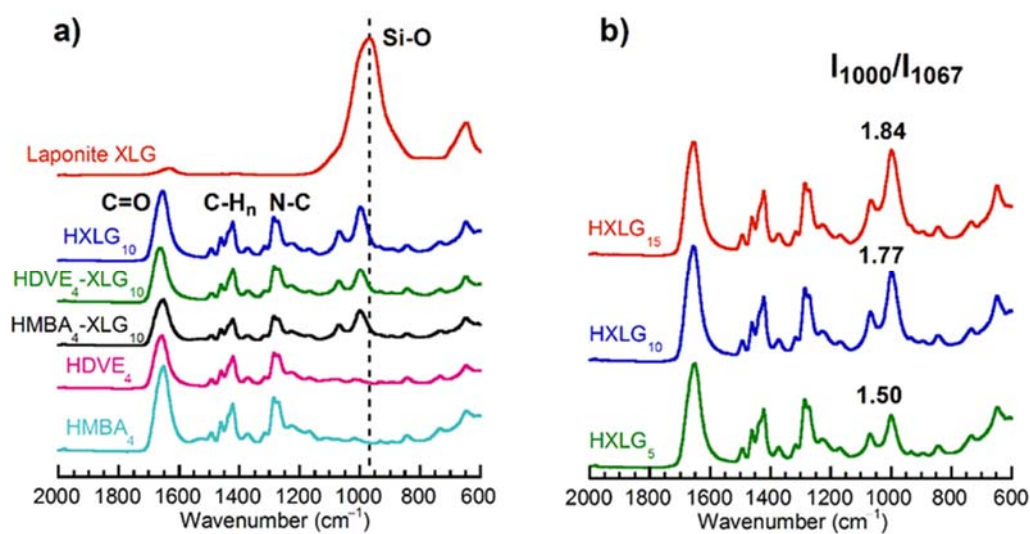 a)
Si-O
Laponite XLG
C=O
C-Hₙ
N-C
HXLG₁₀
HDVE₄-XLG₁₀
HMBA₄-XLG₁₀
HDVE₄
HMBA₄
2000 1600 1400 1200 1000 800 600
Wavenumber (cm⁻¹)
b)
I₁₀₀₀/I₁₀₆₇
1.84
HXLG₁₅
1.77
HXLG₁₀
1.50
HXLG₅
2000 1600 1400 1200 1000 800 600
Wavenumber (cm⁻¹)